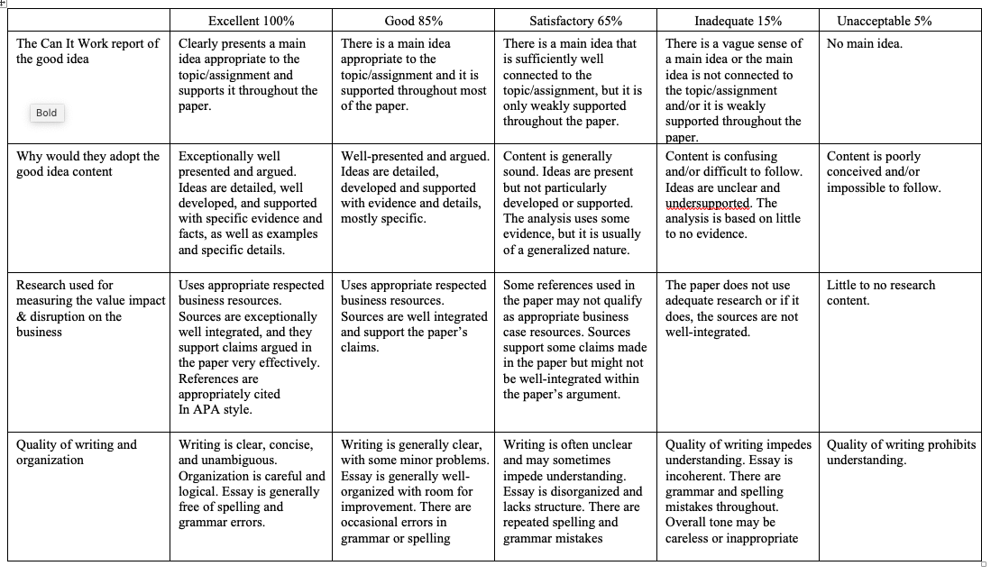 Excellent 100%
Good 85%
Satisfactory 65%
Inadequate 15%
Unacceptable 5%
The Can It Work report of
the good idea
Bold
Clearly presents a main
idea appropriate to the
topic/assignment and
supports it throughout the
paper.
There is a main idea
appropriate to the
topic/assignment and it is
supported throughout most
of the paper.
There is a main idea that
is sufficiently well
connected to the
topic/assignment, but it is
only weakly supported
throughout the paper.
There is a vague sense of
a main idea or the main
idea is not connected to
the topic/assignment
and/or it is weakly
supported throughout the
paper.
No main idea.
Why would they adopt the
good idea content
Exceptionally well
presented and argued.
Ideas are detailed, well
developed, and supported
with specific evidence and
facts, as well as examples
and specific details.
Well-presented and argued.
Ideas are detailed,
developed and supported
with evidence and details,
mostly specific.
Content is generally
sound. Ideas are present
but not particularly
developed or supported.
The analysis uses some
evidence, but it is usually
of a generalized nature.
Content is confusing
and/or difficult to follow.
Ideas are unclear and
undersupported. The
analysis is based on little
to no evidence.
Content is poorly
conceived and/or
impossible to follow.
Research used for
measuring the value impact
& disruption on the
business
Uses appropriate respected
business resources.
Sources are exceptionally
well integrated, and they
support claims argued in
the paper very effectively.
References are
appropriately cited
In APA style.
Uses appropriate respected
business resources.
Sources are well integrated
and support the paper’s
claims.
Some references used in
the paper may not qualify
as appropriate business
case resources. Sources
support some claims made
in the paper but might not
be well-integrated within
the paper’s argument.
The paper does not use
adequate research or if it
does, the sources are not
well-integrated.
Little to no research
content.
Quality of writing and
organization
Writing is clear, concise,
and unambiguous.
Organization is careful and
logical. Essay is generally
free of spelling and
grammar errors.
Writing is generally clear,
with some minor problems.
Essay is generally well-
organized with room for
improvement. There are
occasional errors in
grammar or spelling
Writing is often unclear
and may sometimes
impede understanding.
Essay is disorganized and
lacks structure. There are
repeated spelling and
grammar mistakes
Quality of writing impedes
understanding. Essay is
incoherent. There are
grammar and spelling
mistakes throughout.
Overall tone may be
careless or inappropriate
Quality of writing prohibits
understanding.